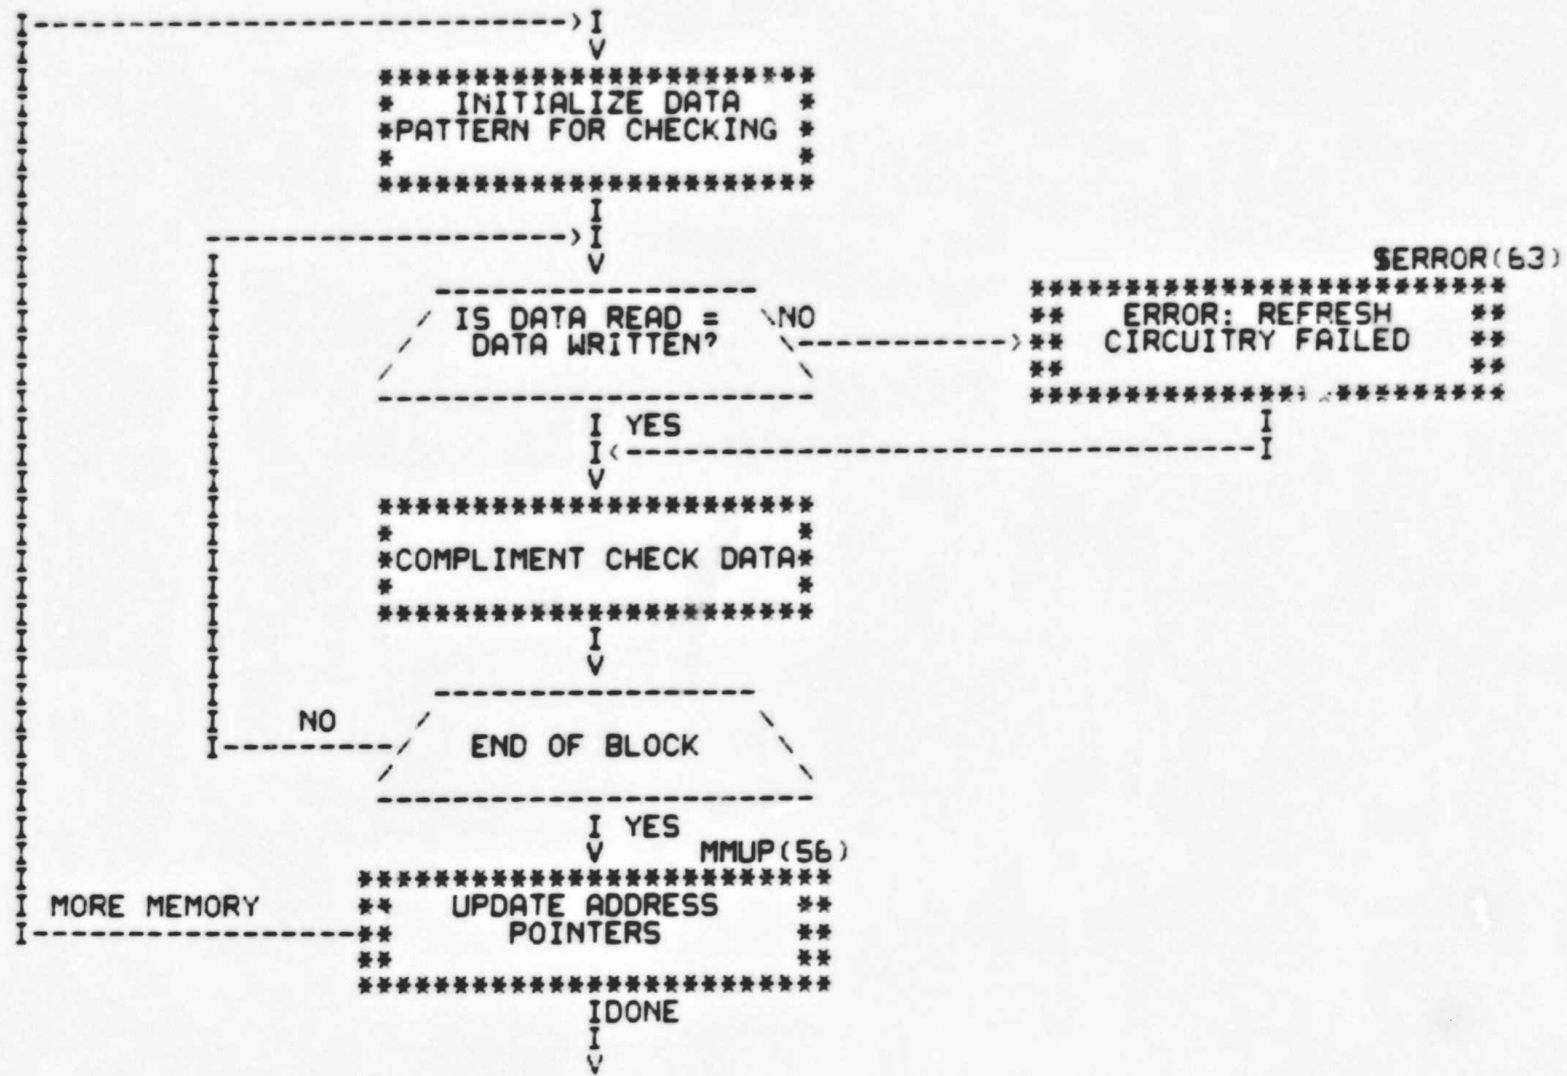 INITIALIZE DATA
PATTERN FOR CHECKING
$ERROR(63)
IS DATA READ =
DATA WRITTEN?
NO
ERROR: REFRESH
CIRCUITRY FAILED
YES
COMPLIMENT CHECK DATA
NO
END OF BLOCK
YES
MMUP(56)
MORE MEMORY
UPDATE ADDRESS
POINTERS
DONE